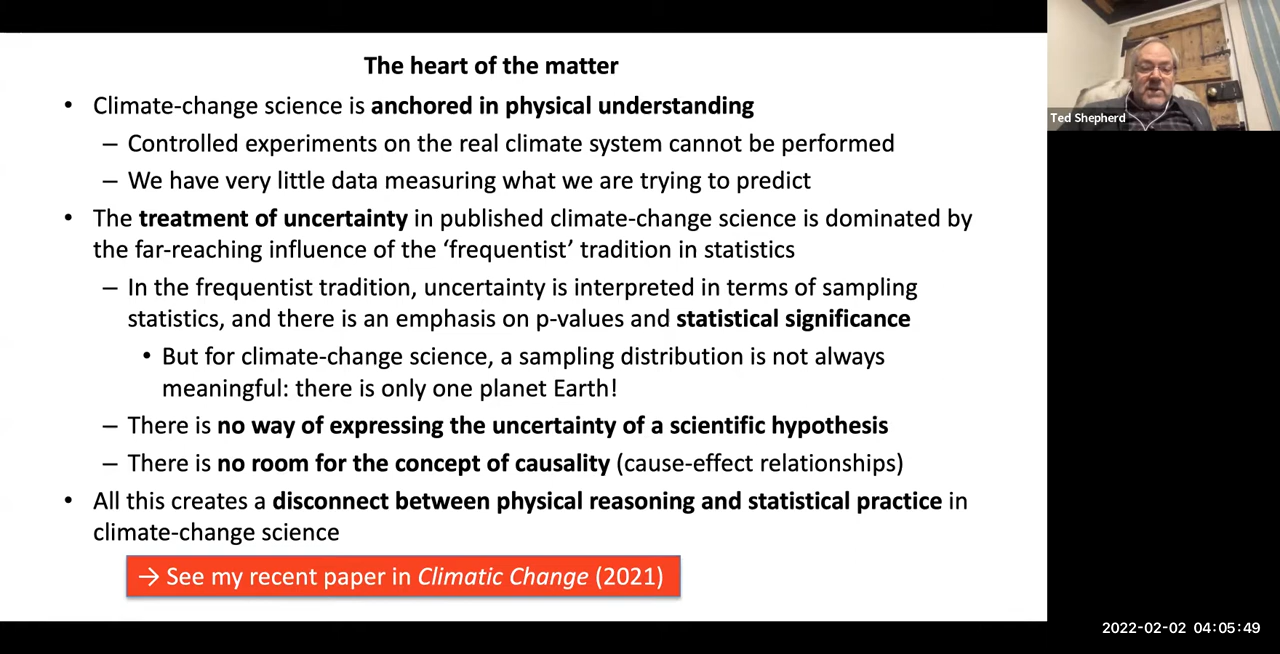 The heart of the matter
• Climate-change science is anchored in physical understanding
– Controlled experiments on the real climate system cannot be performed
– We have very little data measuring what we are trying to predict
• The treatment of uncertainty in published climate-change science is dominated by
the far-reaching influence of the ‘frequentist’ tradition in statistics
– In the frequentist tradition, uncertainty is interpreted in terms of sampling
statistics, and there is an emphasis on p-values and statistical significance
• But for climate-change science, a sampling distribution is not always
meaningful: there is only one planet Earth!
– There is no way of expressing the uncertainty of a scientific hypothesis
– There is no room for the concept of causality (cause-effect relationships)
• All this creates a disconnect between physical reasoning and statistical practice in
climate-change science
→ See my recent paper in Climatic Change (2021)
Ted Shepherd
2022-02-02 04:05:49